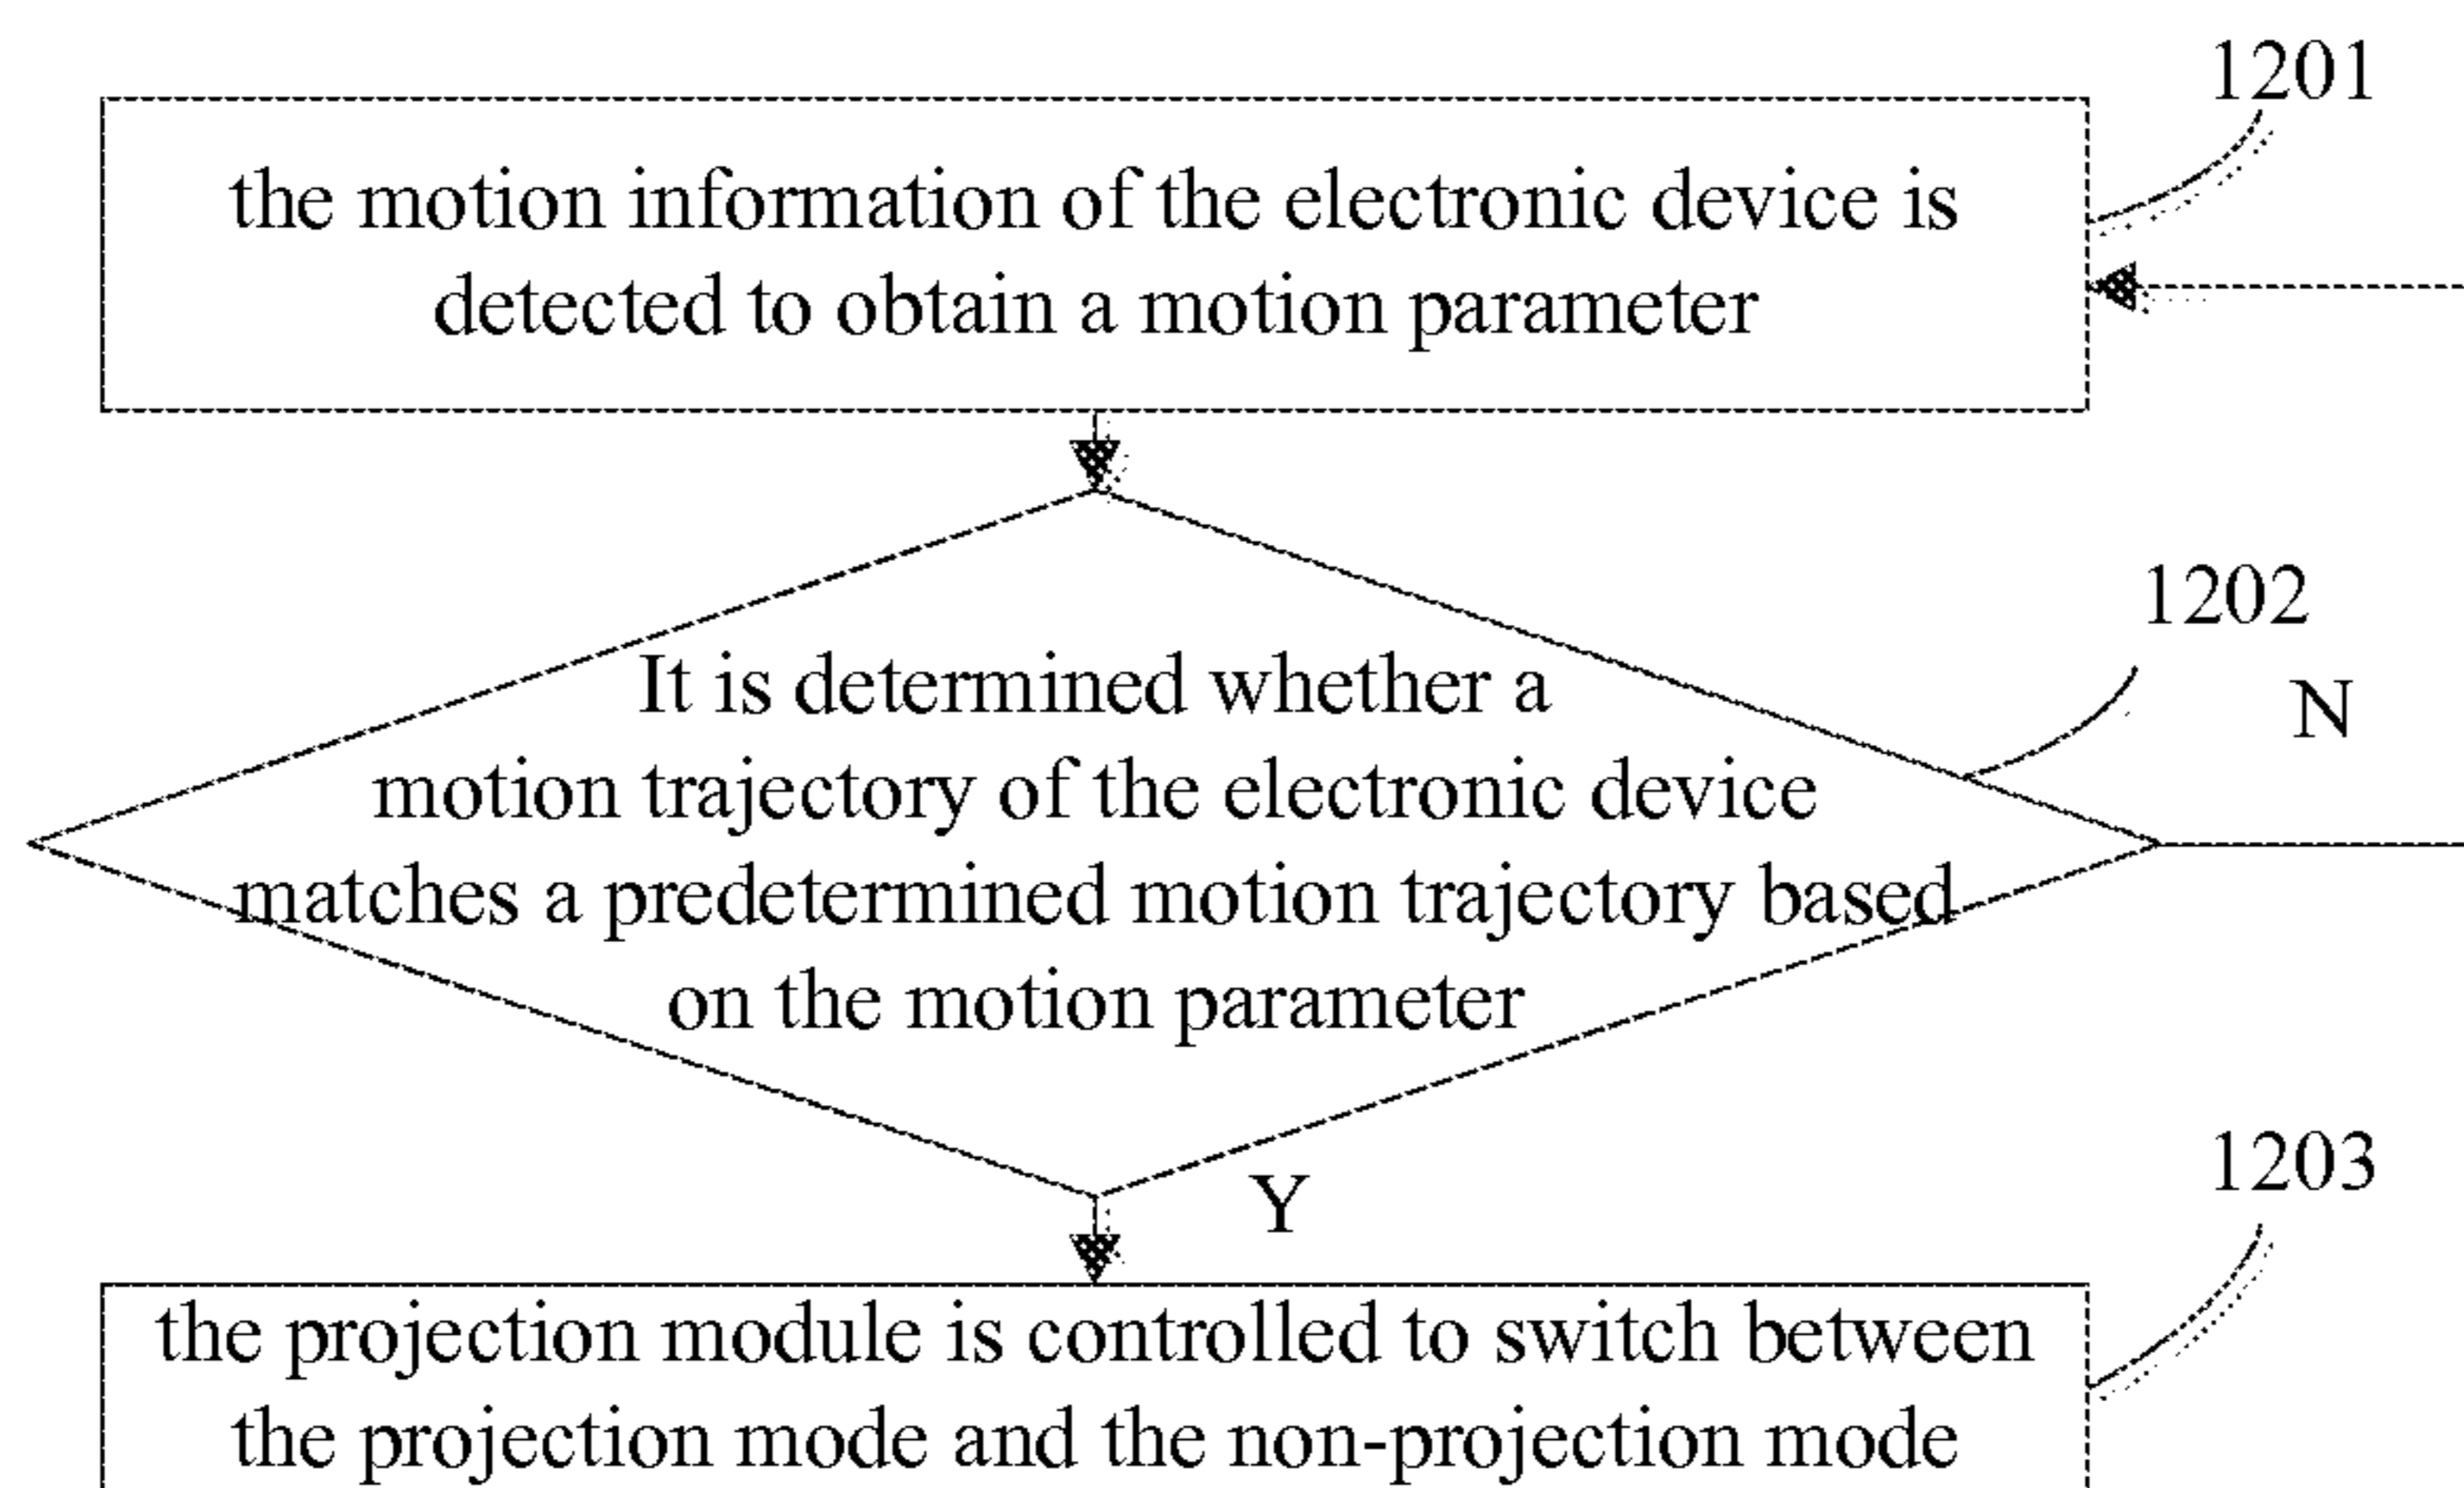 1201
the motion information of the electronic device is
detected to obtain a motion parameter
1202
N
It is determined whether a
motion trajectory of the electronic device
matches a predetermined motion trajectory based
on the motion parameter
Y
1203
the projection module is controlled to switch between
the projection mode and the non-projection mode